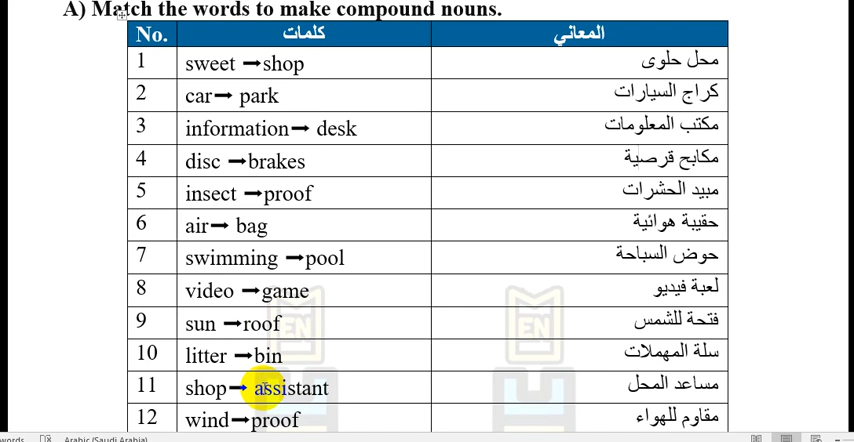 A) Match the words to make compound nouns.
No. كلمات المعاني
1 sweet →shop محل حلوى
2 car→ park كراج السيارات
3 information→ desk مكتب المعلومات
4 disc →brakes مكابح قرصية
5 insect →proof مبيد الحشرات
6 air→ bag حقيبة هوائية
7 swimming →pool حوض السباحة
8 video →game لعبة فيديو
9 sun →roof فتحة للشمس
10 litter →bin سلة المهملات
11 shop→ assistant مساعد المحل
12 wind→proof مقاوم للهواء
EN EN
words Arabic (Saudi Arabia)